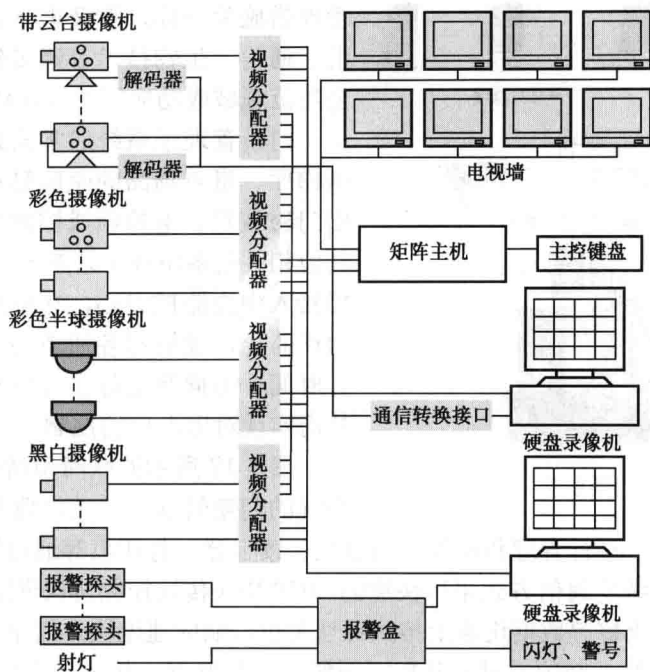 带云台摄像机
解码器
解码器
视频分配器
电视墙
彩色摄像机
视频分配器
矩阵主机
主控键盘
彩色半球摄像机
视频分配器
通信转换接口
硬盘录像机
黑白摄像机
视频分配器
硬盘录像机
报警探头
报警探头
射灯
报警盒
闪灯、警号